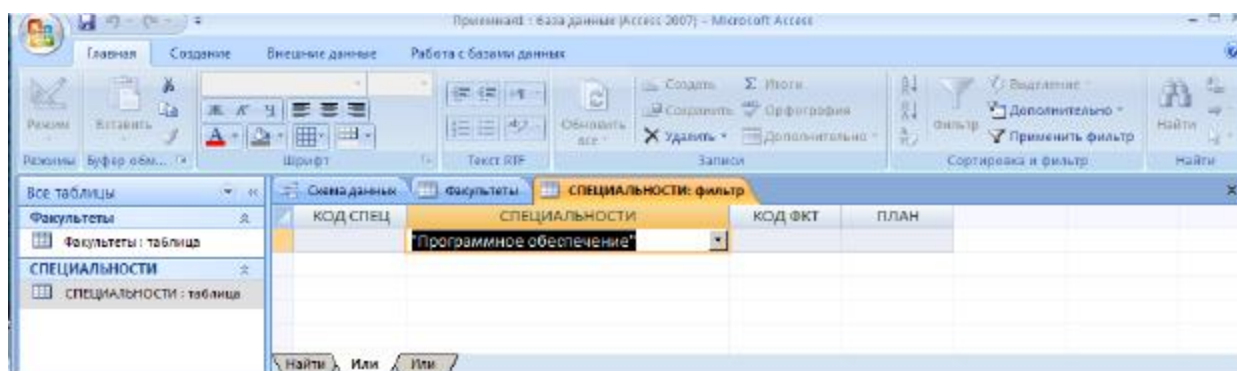 Приемная1 : база данных (Access 2007) - Microsoft Access
Главная Создание Внешние данные Работа с базами данных
Режим
Вставить
Ж К Ч
Обновить все
Создать
Сохранить
Удалить
Σ Итоги
Орфография
Дополнительно
Фильтр
Выделение
Дополнительно
Применить фильтр
Найти
Режимы Буфер обм... Шрифт Текст RTF Записи Сортировка и фильтр Найти
Все таблицы
Схема данных Факультеты СПЕЦИАЛЬНОСТИ: фильтр
Факультеты
Факультеты : таблица
СПЕЦИАЛЬНОСТИ
СПЕЦИАЛЬНОСТИ : таблица
КОД СПЕЦ СПЕЦИАЛЬНОСТИ КОД ФКТ ПЛАН
"Программное обеспечение"
Найти Или Или